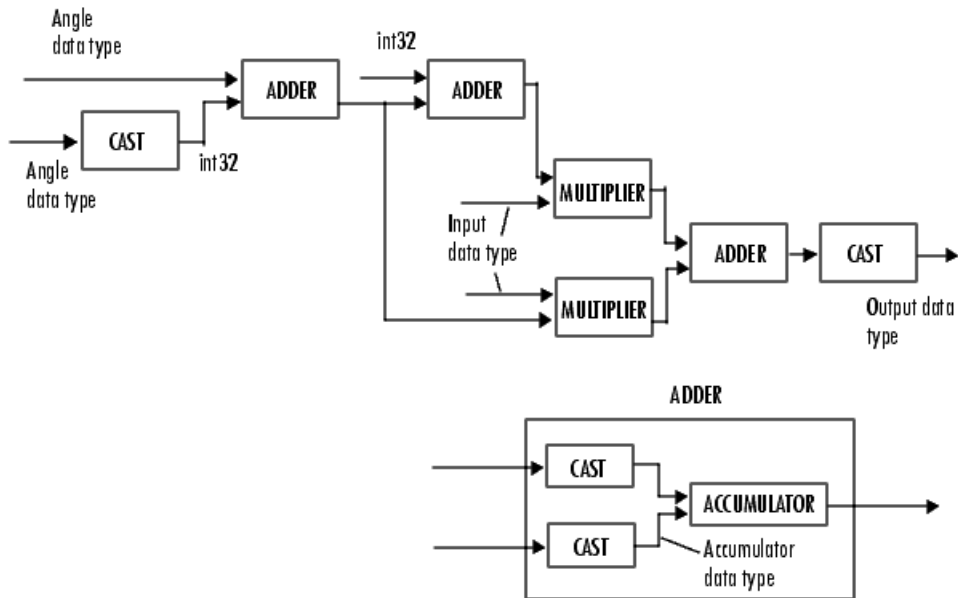 Angle
data type
int32
ADDER
ADDER
CAST
int32
Angle
data type
MULTIPLIER
Input
data type
ADDER
CAST
MULTIPLIER
Output data
type
ADDER
CAST
ACCUMULATOR
CAST
Accumulator
data type